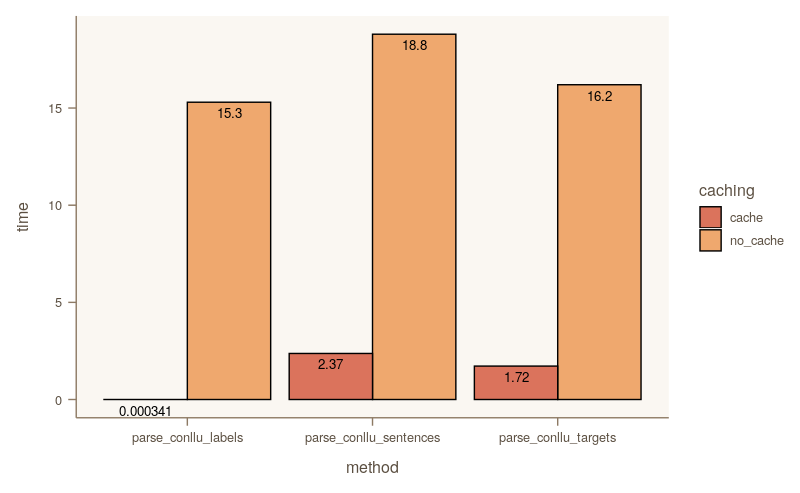 18.8
16.2
15.3
15
10
5
0
2.37
1.72
0.000341
time
parse_conllu_labels
parse_conllu_sentences
parse_conllu_targets
method
caching
cache
no_cache